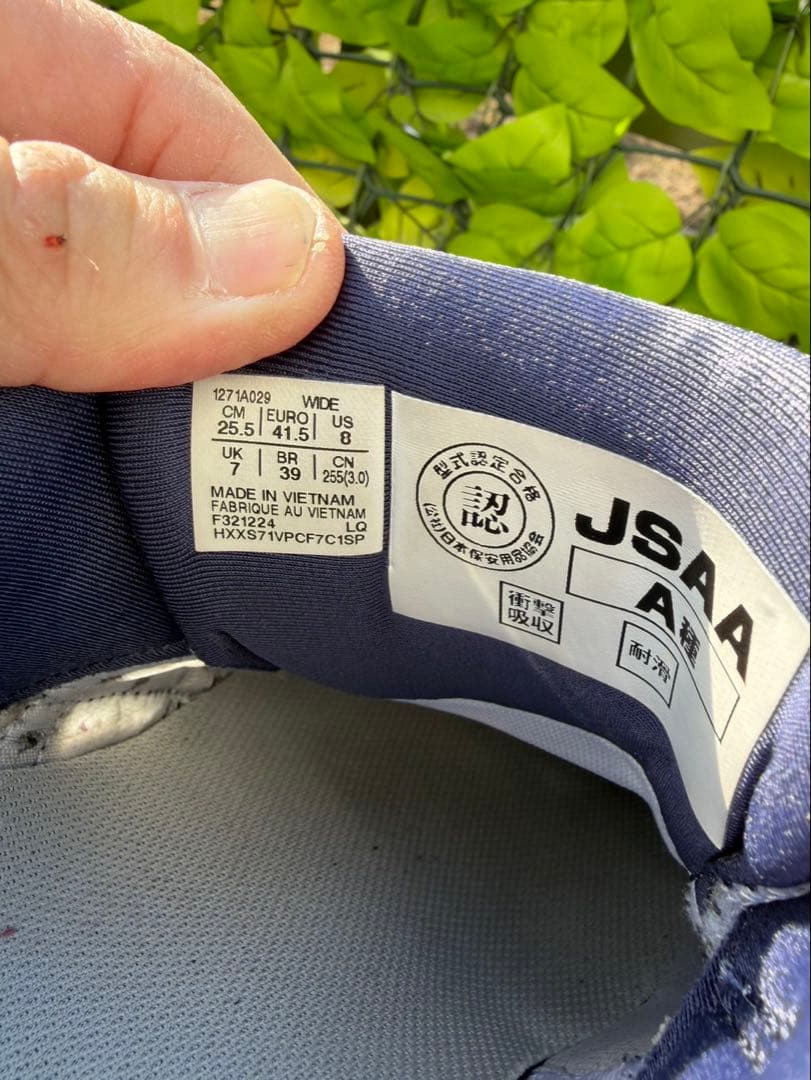 1271A029 WIDE
CM EURO US
25.5 41.5 8
UK BR CN
7 39 255(3.0)
MADE IN VIETNAM
FABRIQUE AU VIETNAM
F321224 LQ
HXXS71VPCF7C1SP
型式認定合格
認
(公社)日本保安用品協会
JSAA
A種
衝撃
吸収
耐滑